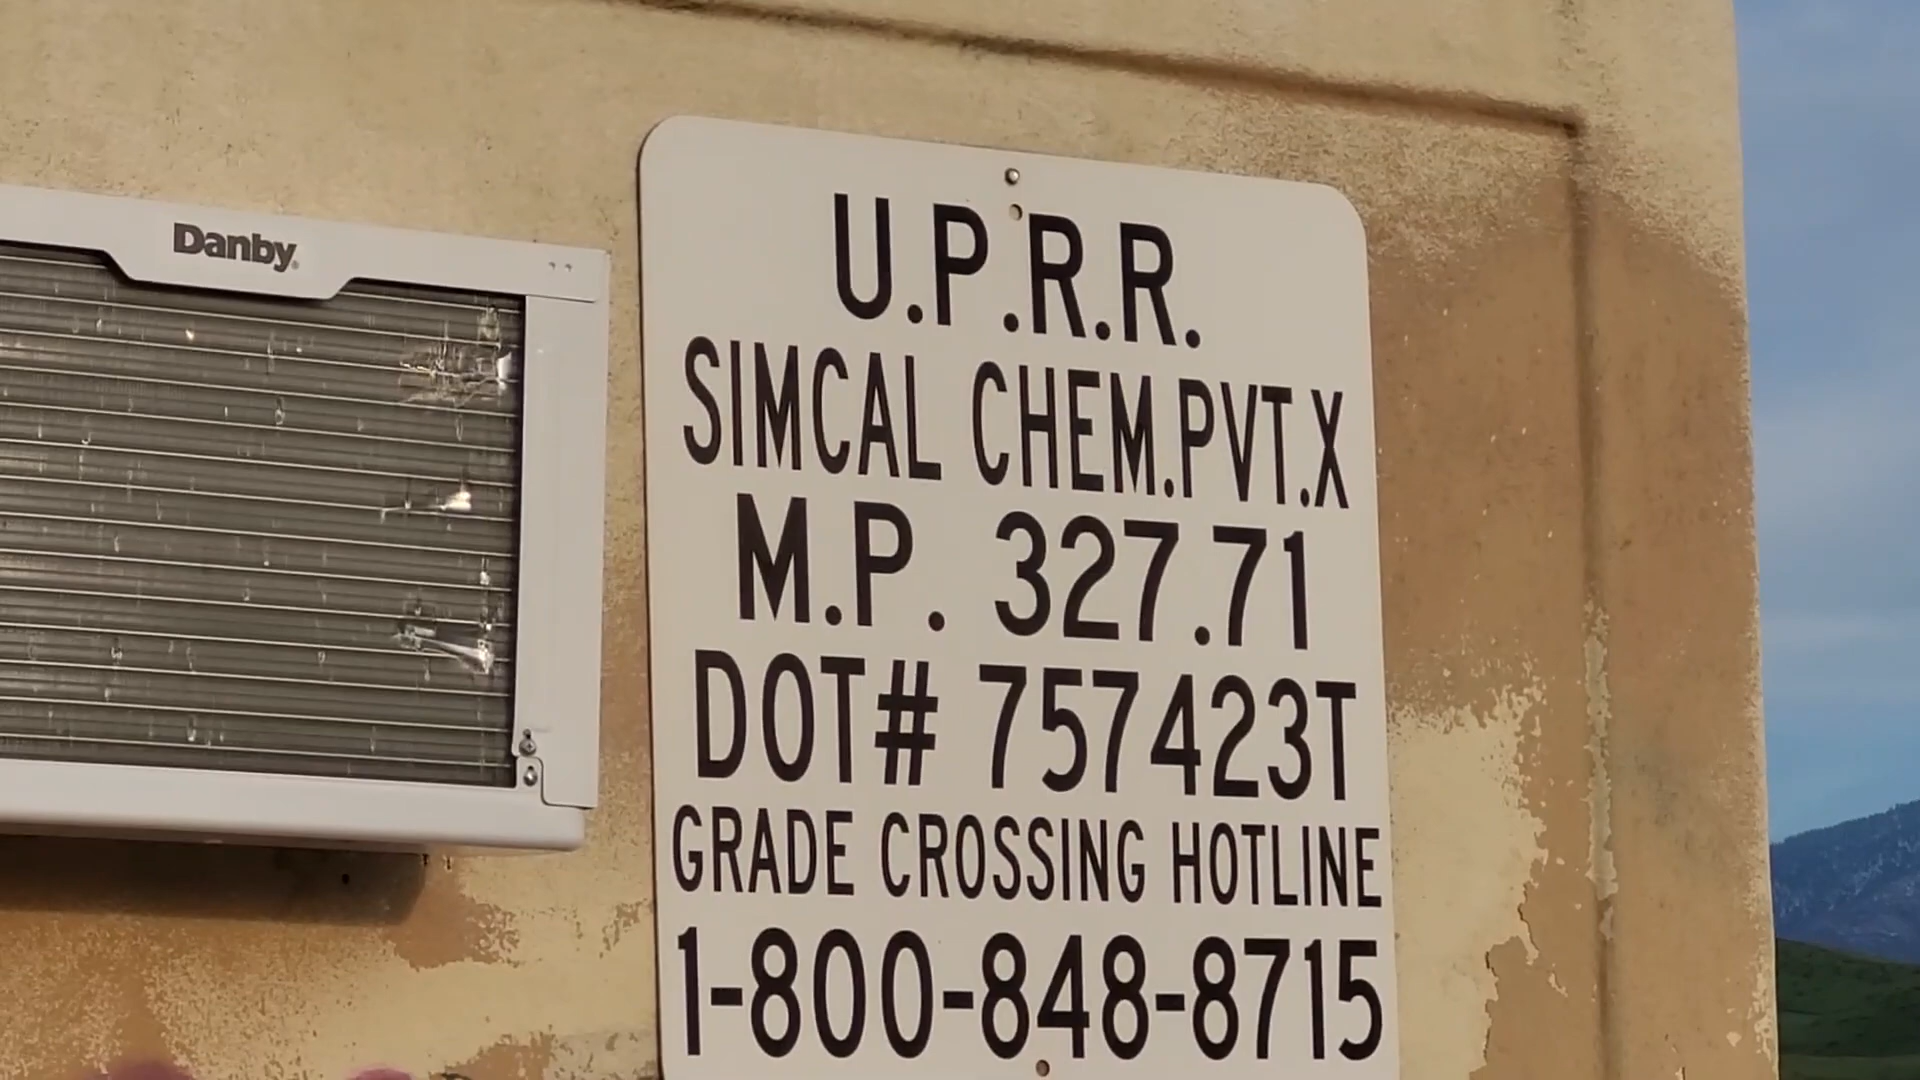 Danby
U.P.R.R.
SIMCAL CHEM.PVT.X
M.P. 327.71
DOT# 757423T
GRADE CROSSING HOTLINE
1-800-848-8715